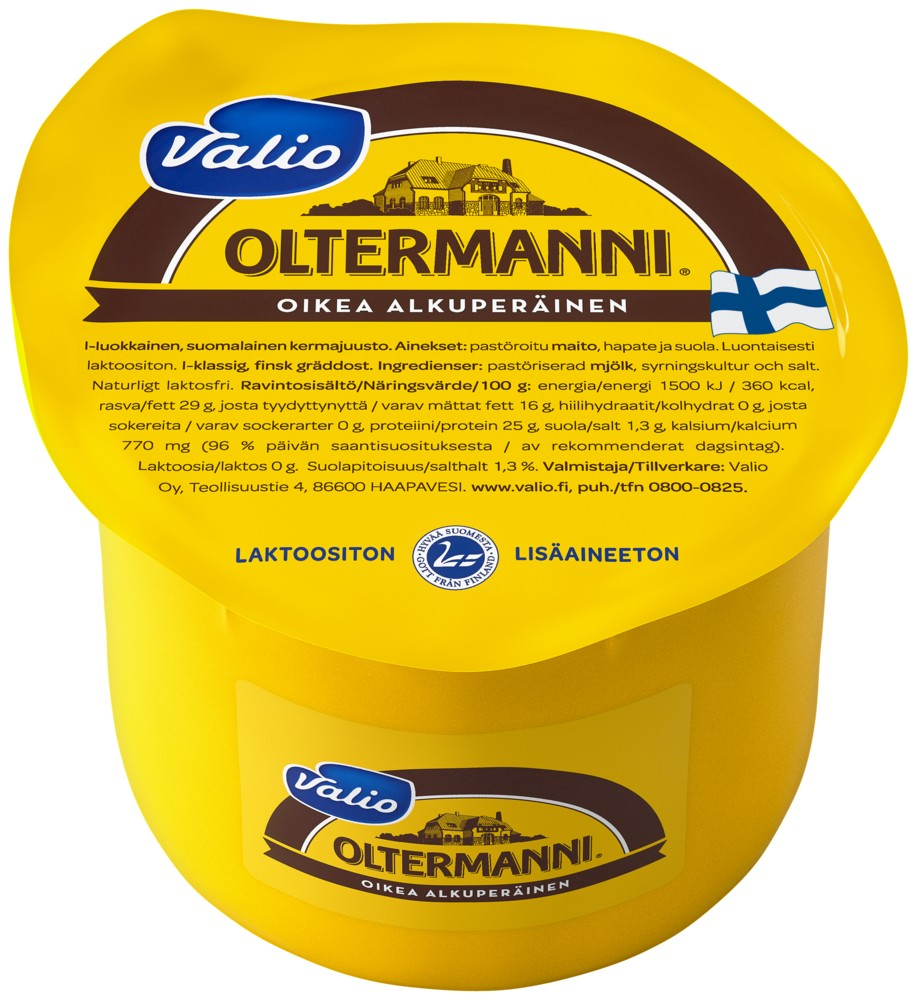 Valio
OLTERMANNI®
OIKEA ALKUPERÄINEN
I-luokkainen, suomalainen kermajuusto. Ainekset: pastöroitu maito, hapate ja suola. Luontaisesti
laktoositon. I-klassig, finsk gräddost. Ingredienser: pastöriserad mjölk, syrningskultur och salt.
Naturligt laktosfri. Ravintosisältö/Näringsvärde/100 g: energia/energi 1500 kJ / 360 kcal,
rasva/fett 29 g, josta tyydyttynyttä / varav mättat fett 16 g, hiilihydraatit/kolhydrat 0 g, josta
sokereita / varav sockerarter 0 g, proteiini/protein 25 g, suola/salt 1,3 g, kalsium/kalcium
770 mg (96 % päivän saantisuosituksesta / av rekommenderat dagsintag).
Laktoosia/laktos 0 g. Suolapitoisuus/salthalt 1,3 %. Valmistaja/Tillverkare: Valio
Oy, Teollisuustie 4, 86600 HAAPAVESI. www.valio.fi, puh./tfn 0800-0825.
LAKTOOSITON
HYVÄÄ SUOMESTA
GOTT FRÅN FINLAND
LISÄAINEETON
Valio
OLTERMANNI®
OIKEA ALKUPERÄINEN